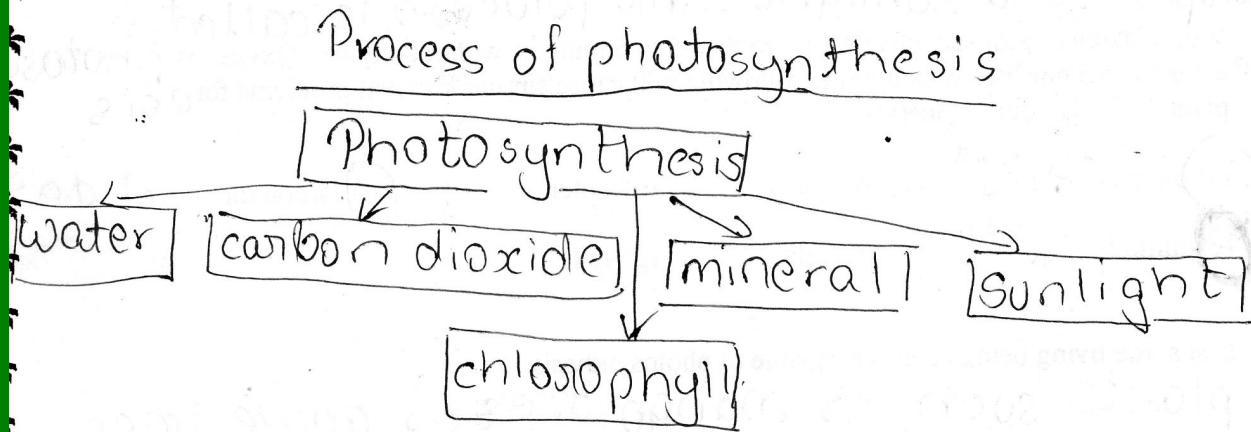 Process of photosynthesis
Photosynthesis
water
carbon dioxide
minerall
sunlight
chlorophyll